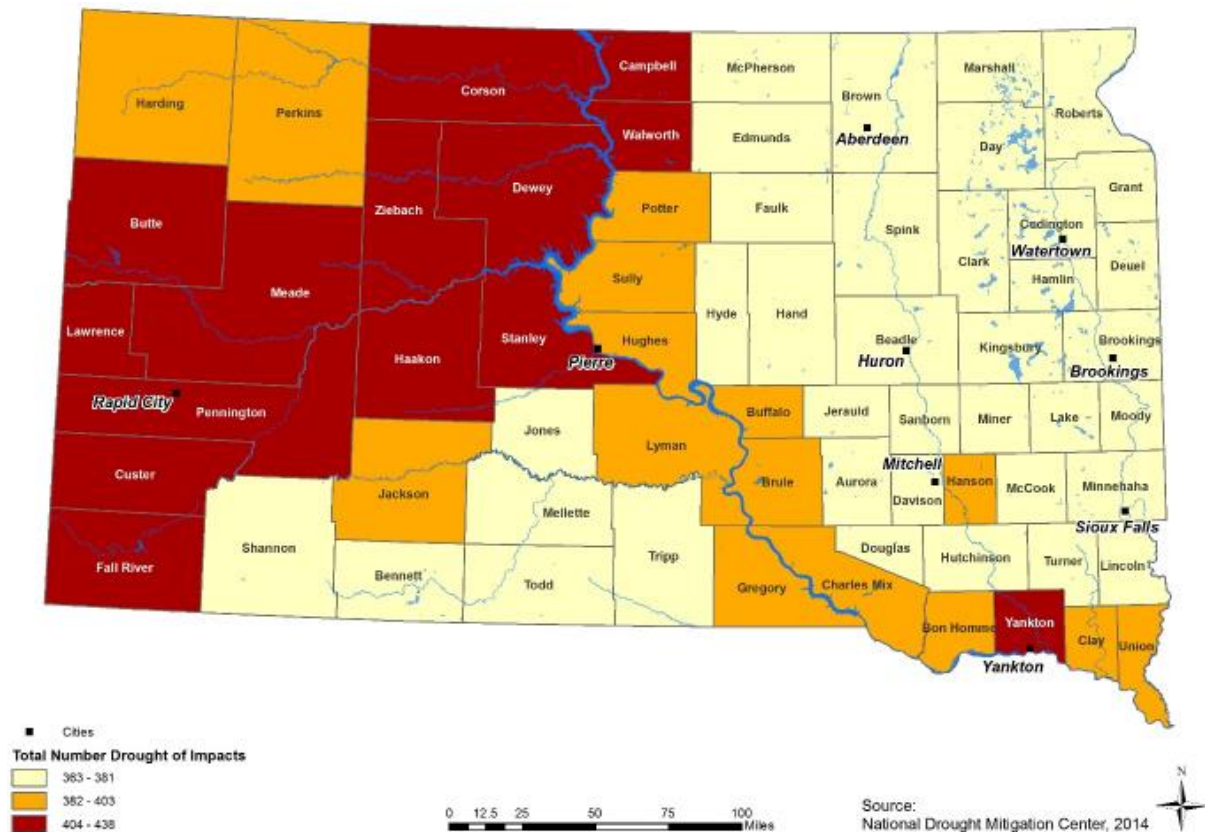 McPherson
Marshall
Campbell
Corson
Brown
Roberts
Harding
Perkins
Walworth
Edmunds
Aberdeen
Day
Dewey
Grant
Butte
Ziebach
Potter
Faulk
Spink
Codington
Watertown
Clark
Deuel
Hamlin
Meade
Sully
Hyde
Hand
Lawrence
Haakon
Stanley
Hughes
Beadle
Kingsbury
Brookings
Pierre
Huron
Brookings
Rapid City
Pennington
Buffalo
Jerauld
Sanborn
Miner
Lake
Moody
Jones
Lyman
Custer
Mitchell
Jackson
Brule
Aurora
Hanson
McCook
Minnehaha
Davison
Mellette
Sioux Falls
Shannon
Tripp
Douglas
Hutchinson
Turner
Lincoln
Fall River
Bennett
Todd
Gregory
Charles Mix
Bon Homme
Yankton
Clay
Union
Yankton
Cities
Total Number Drought of Impacts
363 - 381
382 - 403
404 - 438
0 12.5 25 50 75 100
Miles
Source:
National Drought Mitigation Center, 2014
N